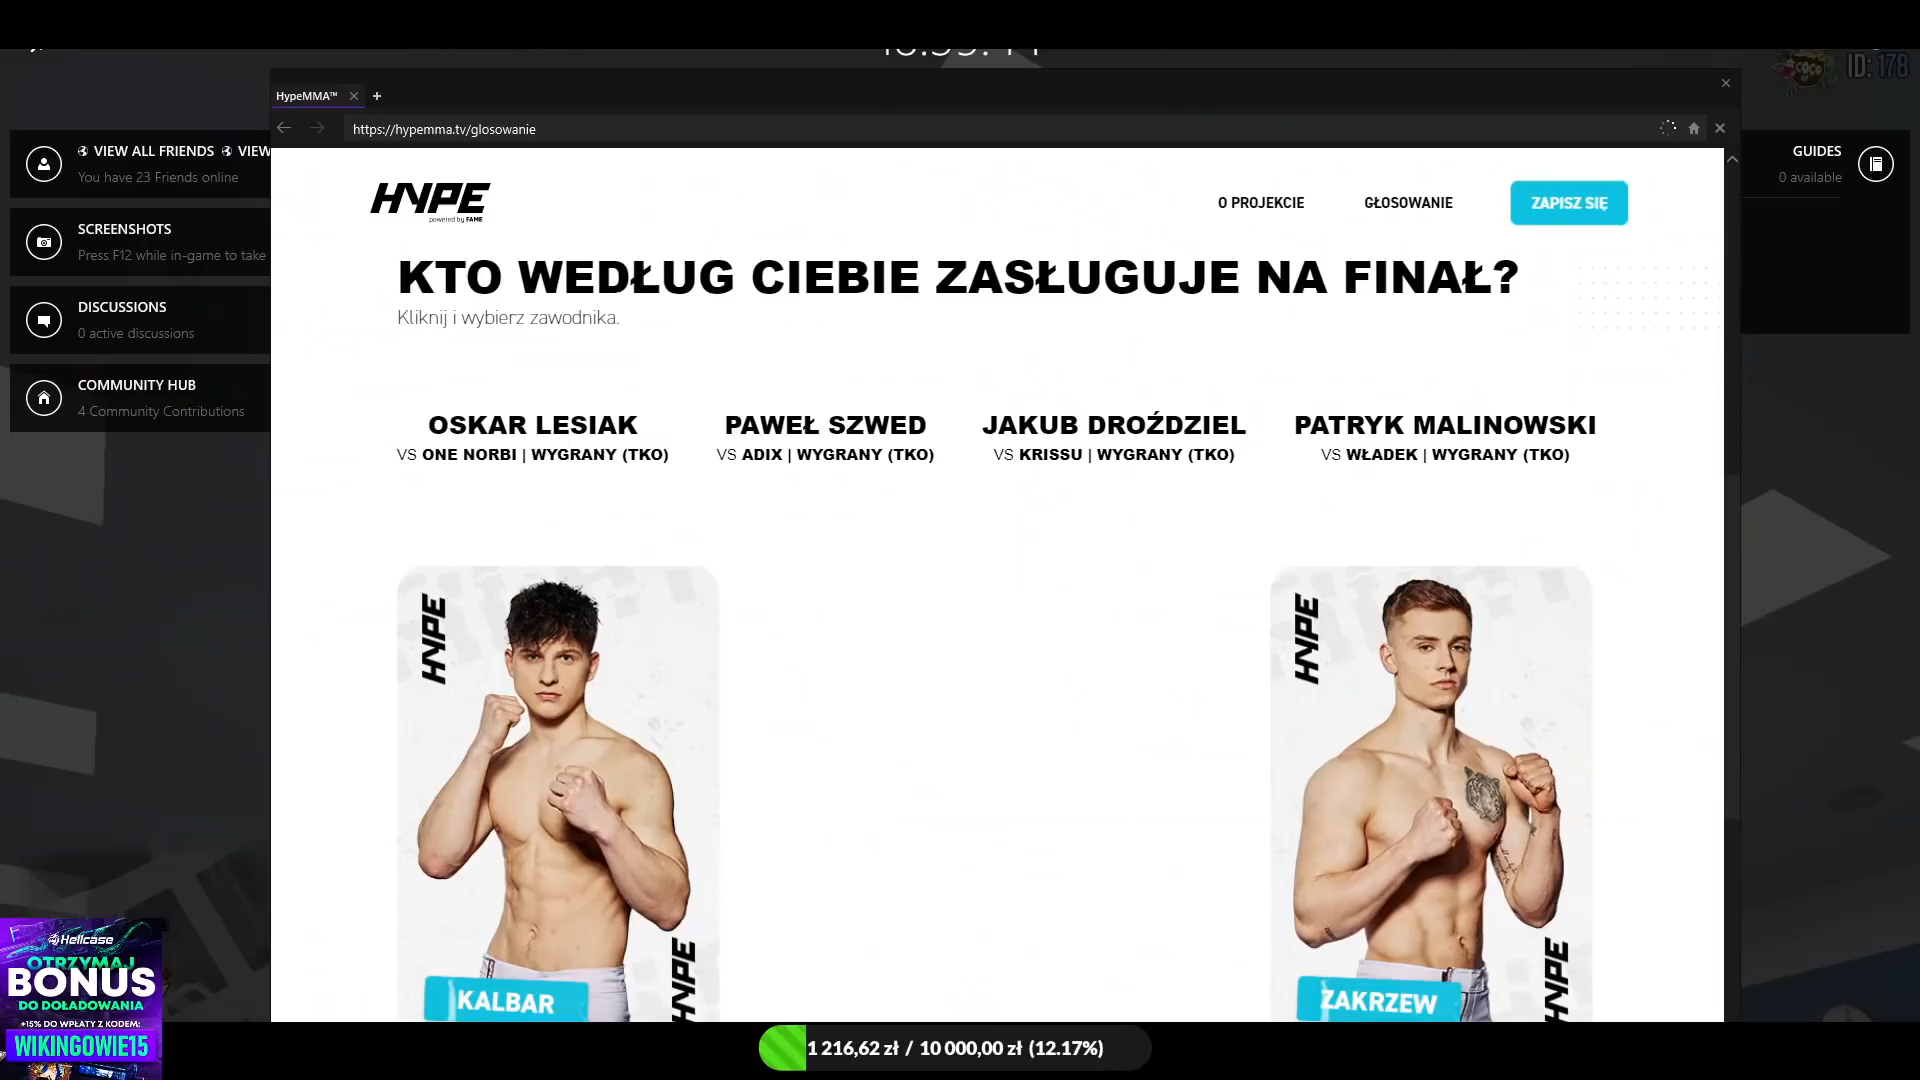 ID: 178
HypeMMA™
https://hypemma.tv/glosowanie
VIEW ALL FRIENDS VIEW
You have 23 Friends online
SCREENSHOTS
Press F12 while in-game to take
DISCUSSIONS
0 active discussions
COMMUNITY HUB
4 Community Contributions
GUIDES
0 available
HYPE
powered by FAME
O PROJEKCIE
GŁOSOWANIE
ZAPISZ SIĘ
KTO WEDŁUG CIEBIE ZASŁUGUJE NA FINAŁ?
Kliknij i wybierz zawodnika.
OSKAR LESIAK
VS ONE NORBI | WYGRANY (TKO)
PAWEŁ SZWED
VS ADIX | WYGRANY (TKO)
JAKUB DROŹDZIEL
VS KRISSU | WYGRANY (TKO)
PATRYK MALINOWSKI
VS WŁADEK | WYGRANY (TKO)
HYPE
HYPE
KALBAR
HYPE
HYPE
ZAKRZEW
Hellcase
OTRZYMAJ
BONUS
DO DOŁADOWANIA
+15% DO WPŁATY Z KODEM:
WIKINGOWIE15
1 216,62 zł / 10 000,00 zł (12.17%)